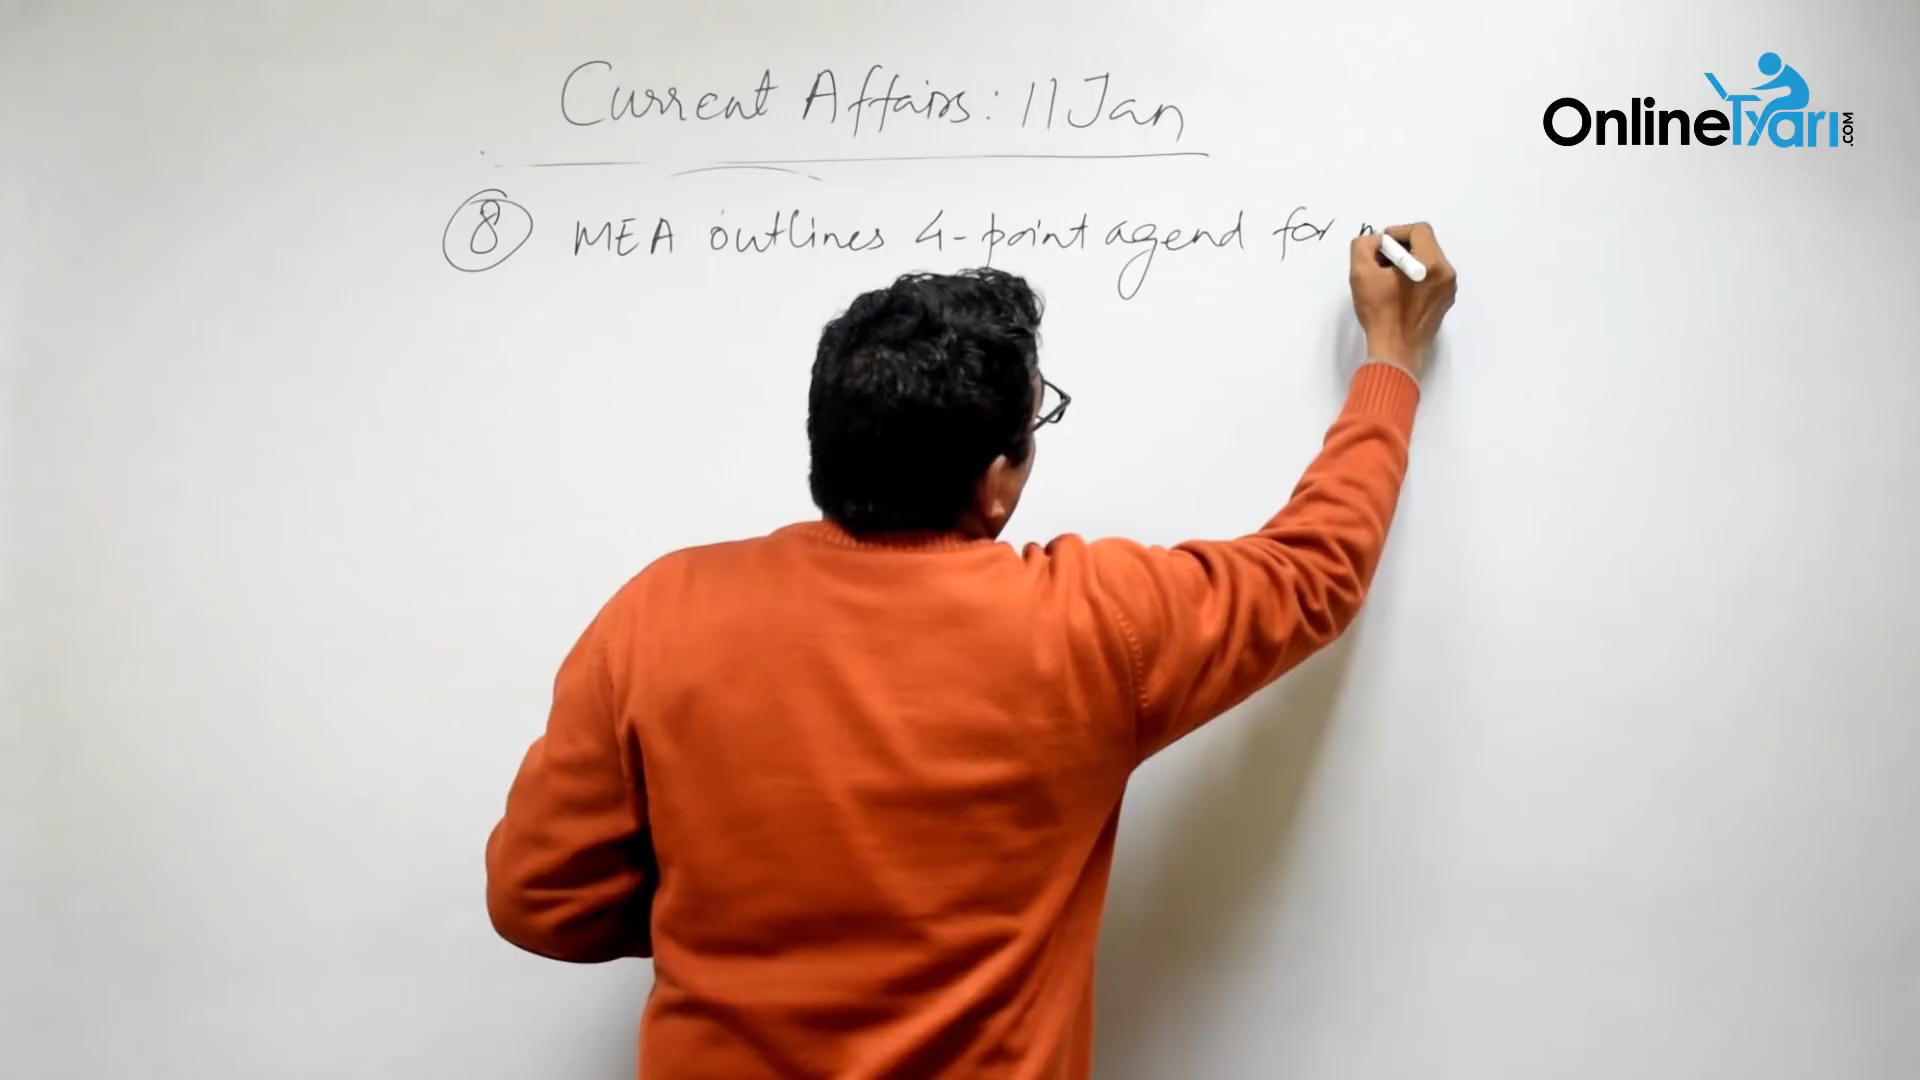 Current Affairs: 11 Jan
OnlineTyari.COM
8 MEA outlines 4-point agend for